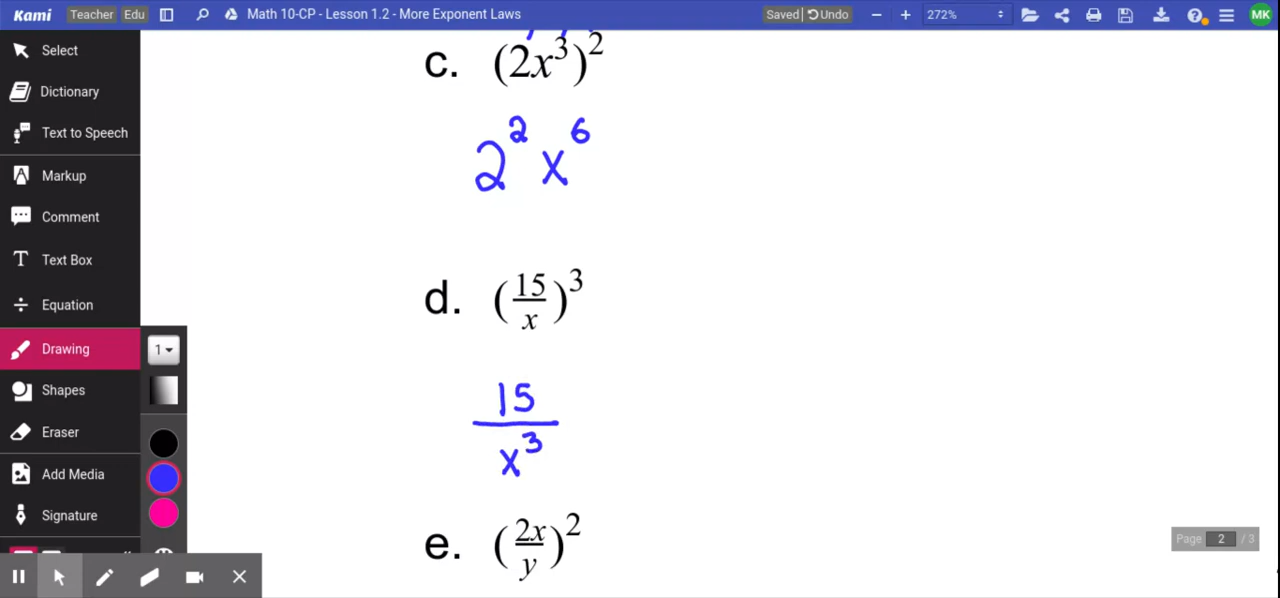 Kami Teacher Edu Math 10-CP - Lesson 1.2 - More Exponent Laws Saved Undo − + 272% MK
Select
Dictionary
Text to Speech
Markup
Comment
Text Box
Equation
Drawing
1
Shapes
Eraser
Add Media
Signature
c. (2x³)²
2² x⁶
d. (15/x)³
15
x³
e. (2x/y)²
Page 2 / 3